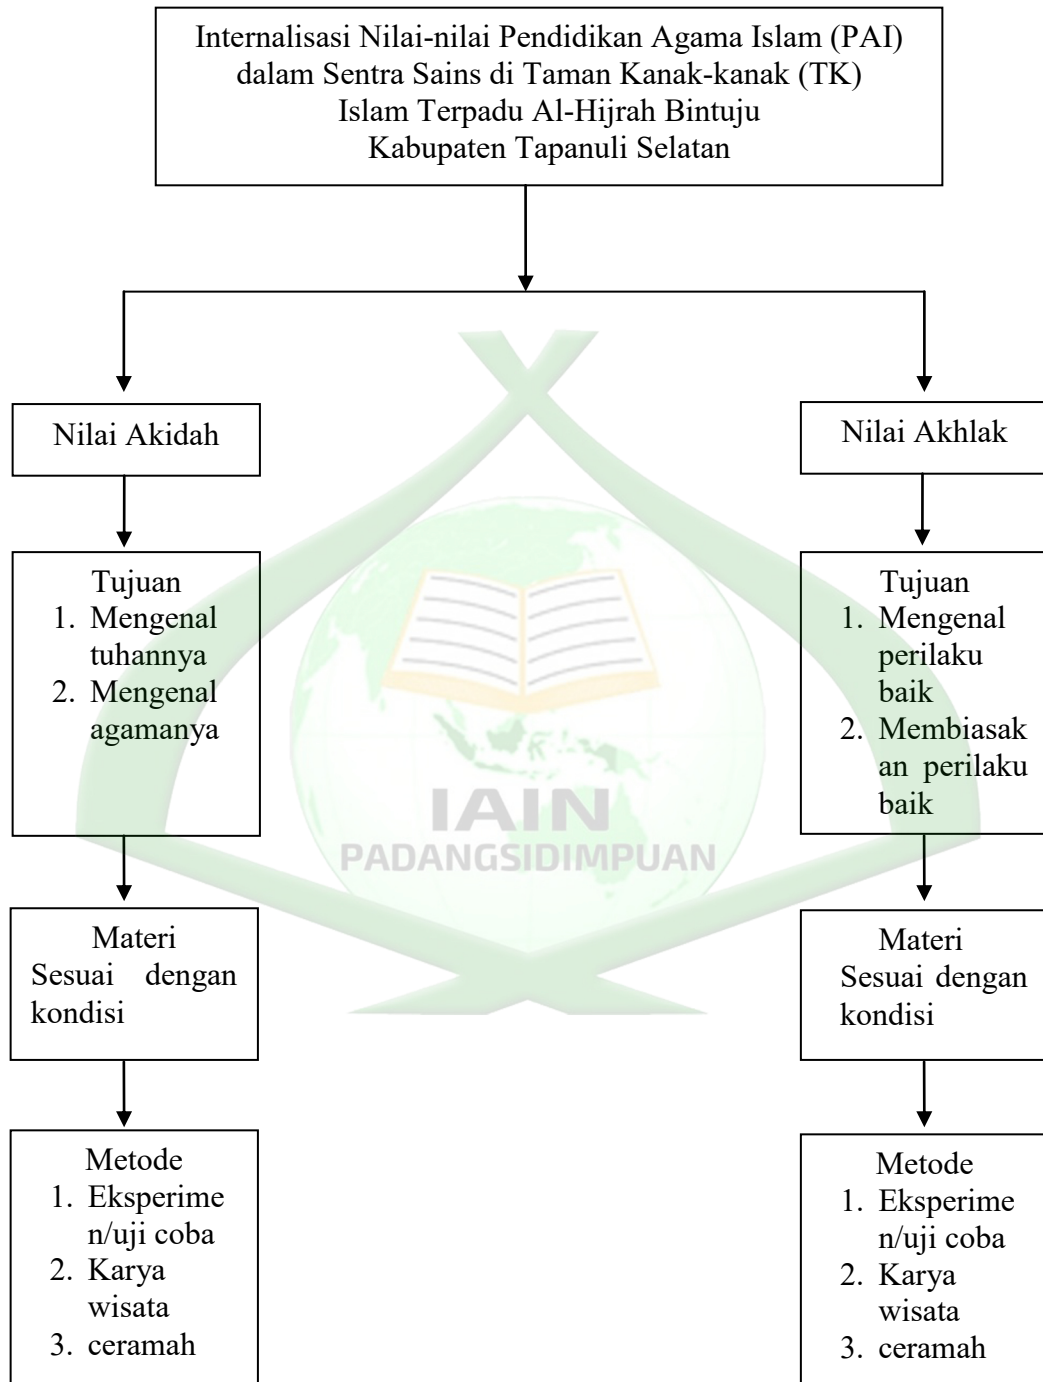 Internalisasi Nilai-nilai Pendidikan Agama Islam (PAI)
dalam Sentra Sains di Taman Kanak-kanak (TK)
Islam Terpadu Al-Hijrah Bintuju
Kabupaten Tapanuli Selatan
Nilai Akidah
Nilai Akhlak
Tujuan
1. Mengenal
tuhannya
2. Mengenal
agamanya
Tujuan
1. Mengenal
perilaku
baik
2. Membiasak
an perilaku
baik
IAIN
PADANGSIDIMPUAN
Materi
Sesuai dengan
kondisi
Materi
Sesuai dengan
kondisi
Metode
1. Eksperime
n/uji coba
2. Karya
wisata
3. ceramah
Metode
1. Eksperime
n/uji coba
2. Karya
wisata
3. ceramah